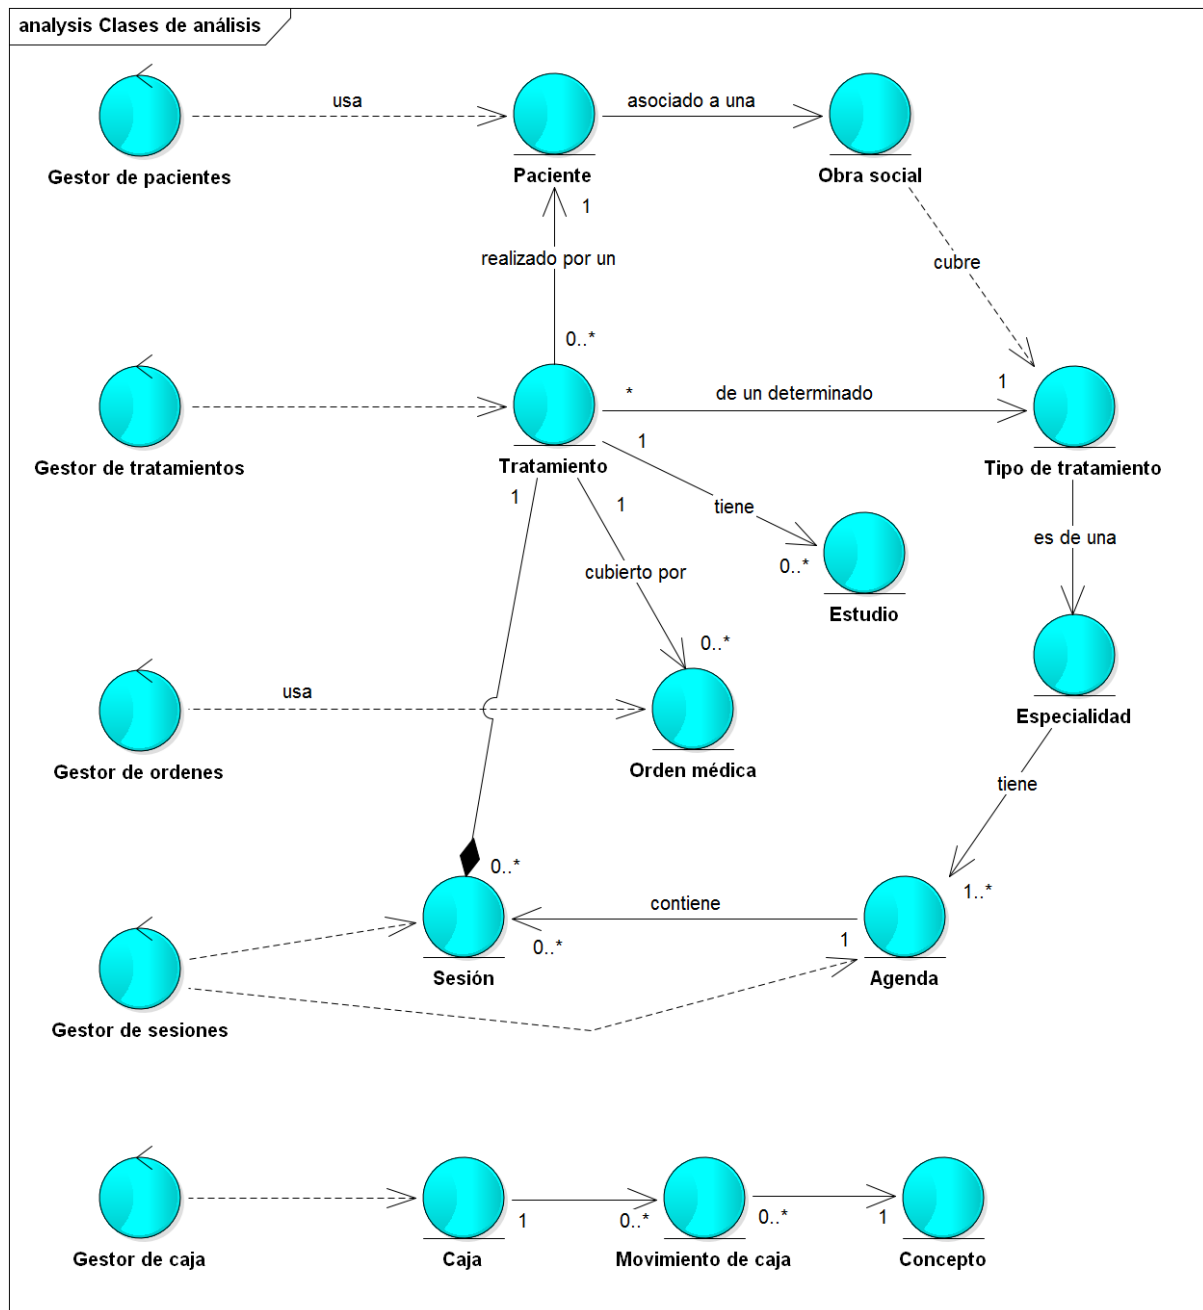 analysis Clases de análisis
usa
asociado a una
Gestor de pacientes
Paciente
Obra social
1
realizado por un
cubre
0..*
*
de un determinado
1
Gestor de tratamientos
Tratamiento
1
Tipo de tratamiento
1
1
tiene
es de una
0..*
cubierto por
Estudio
0..*
usa
Especialidad
Gestor de ordenes
Orden médica
tiene
0..*
1..*
contiene
0..*
1
Sesión
Agenda
Gestor de sesiones
1
0..*
0..*
1
Gestor de caja
Caja
Movimiento de caja
Concepto